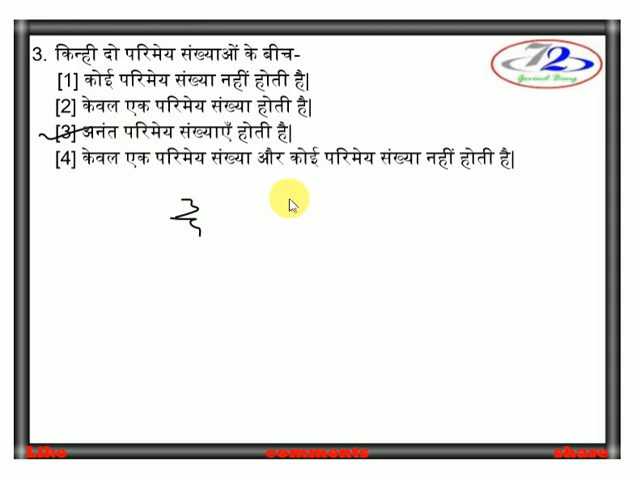 3. किन्ही दो परिमेय संख्याओं के बीच-
[1] कोई परिमेय संख्या नहीं होती है|
[2] केवल एक परिमेय संख्या होती है|
[3] अनंत परिमेय संख्याएँ होती है|
[4] केवल एक परिमेय संख्या और कोई परिमेय संख्या नहीं होती है|
72
Like comments share